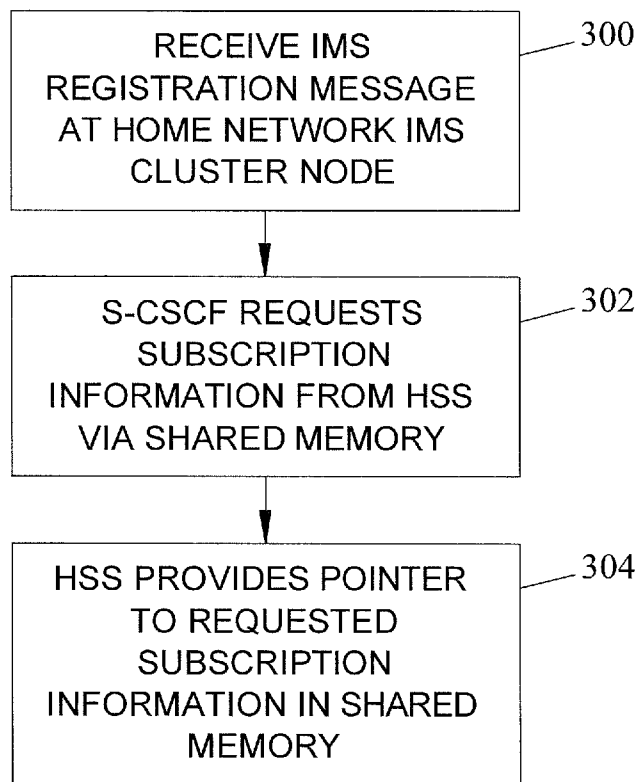 RECEIVE IMS
REGISTRATION MESSAGE
AT HOME NETWORK IMS
CLUSTER NODE
300
S-CSCF REQUESTS
SUBSCRIPTION
INFORMATION FROM HSS
VIA SHARED MEMORY
302
HSS PROVIDES POINTER
TO REQUESTED
SUBSCRIPTION
INFORMATION IN SHARED
MEMORY
304